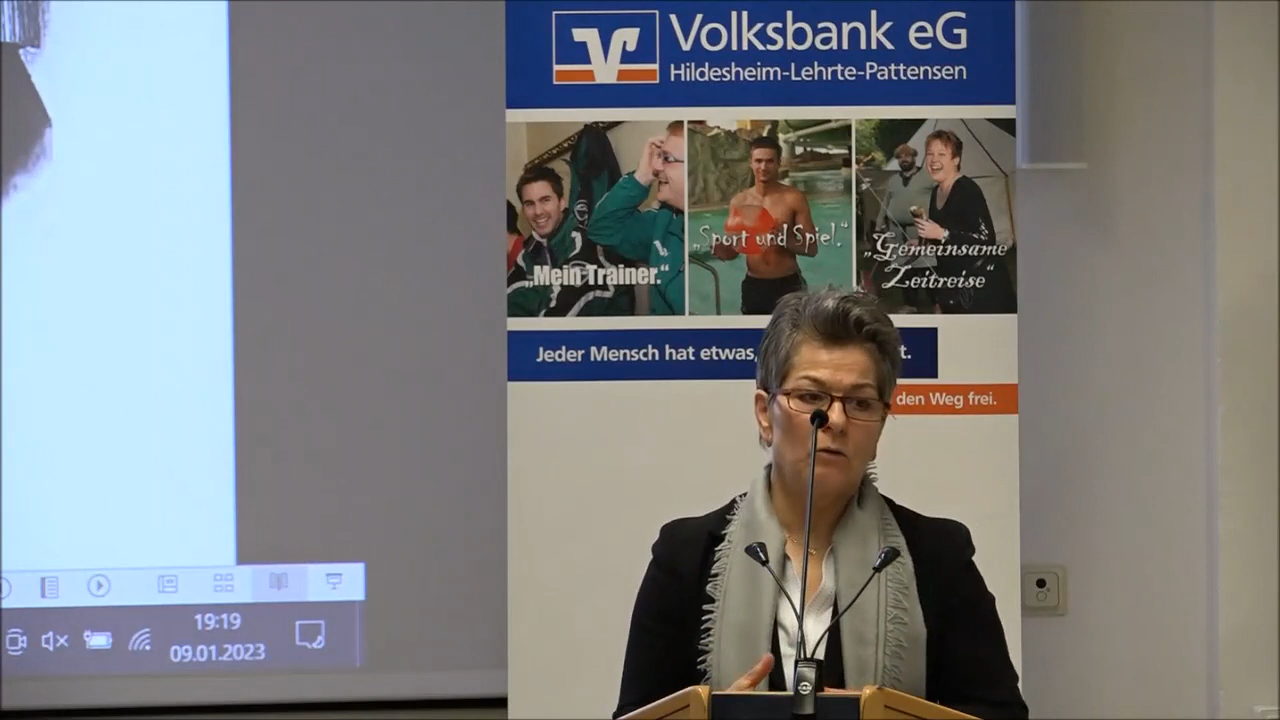 Volksbank eG
Hildesheim-Lehrte-Pattensen
„Mein Trainer.“
„Sport und Spiel.“
„Gemeinsame
Zeitreise“
Jeder Mensch hat etwas,
t.
den Weg frei.
19:19
09.01.2023